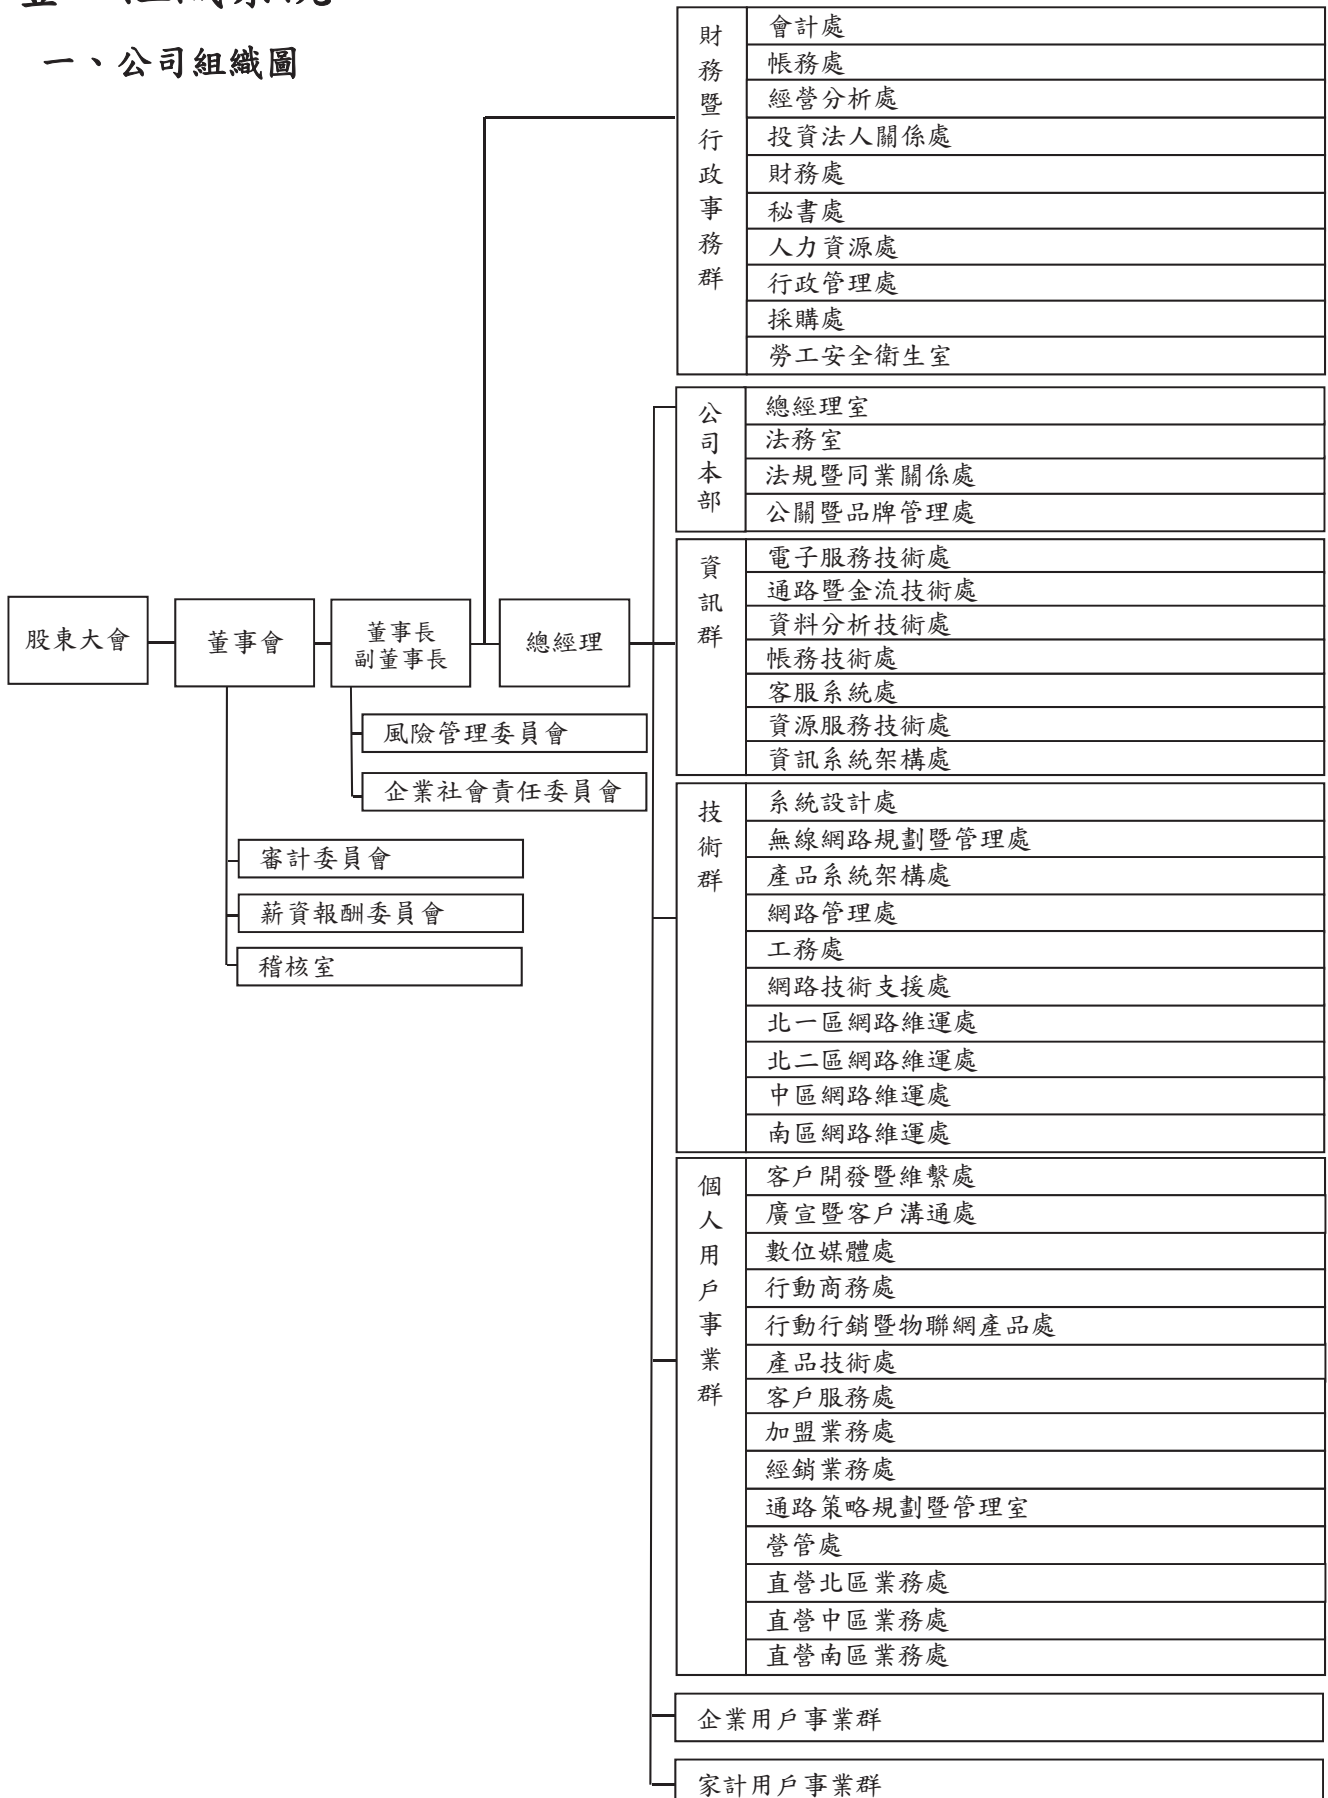 一、公司組織圖
財務暨行政事務群
會計處
帳務處
經營分析處
投資法人關係處
財務處
秘書處
人力資源處
行政管理處
採購處
勞工安全衛生室
公司本部
總經理室
法務室
法規暨同業關係處
公關暨品牌管理處
資訊群
電子服務技術處
通路暨金流技術處
資料分析技術處
帳務技術處
客服系統處
資源服務技術處
資訊系統架構處
股東大會
董事會
董事長
副董事長
總經理
風險管理委員會
企業社會責任委員會
審計委員會
薪資報酬委員會
稽核室
技術群
系統設計處
無線網路規劃暨管理處
產品系統架構處
網路管理處
工務處
網路技術支援處
北一區網路維運處
北二區網路維運處
中區網路維運處
南區網路維運處
個人用戶事業群
客戶開發暨維繫處
廣宣暨客戶溝通處
數位媒體處
行動商務處
行動行銷暨物聯網產品處
產品技術處
客戶服務處
加盟業務處
經銷業務處
通路策略規劃暨管理室
營管處
直營北區業務處
直營中區業務處
直營南區業務處
企業用戶事業群
家計用戶事業群